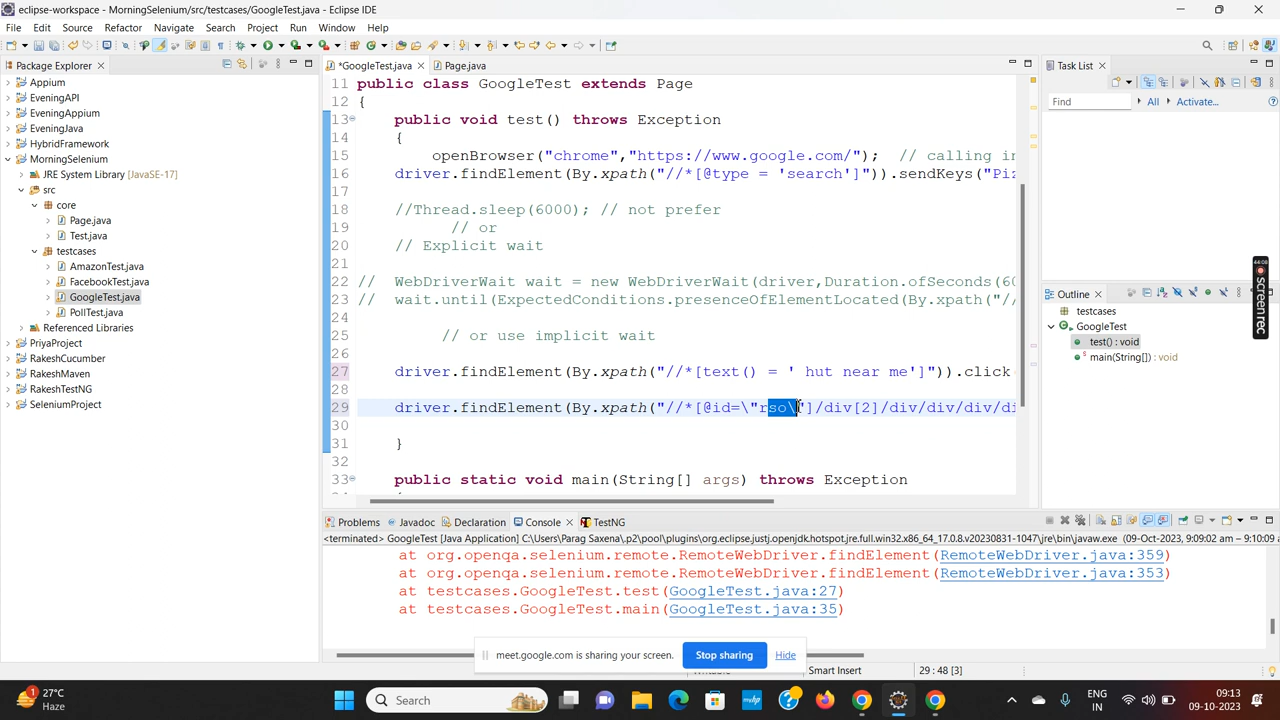 eclipse-workspace - MorningSelenium/src/testcases/GoogleTest.java - Eclipse IDE
File Edit Source Refactor Navigate Search Project Run Window Help
Package Explorer
Appium
EveningAPI
EveningAppium
EveningJava
HybridFramework
MorningSelenium
JRE System Library [JavaSE-17]
src
core
Page.java
Test.java
testcases
AmazonTest.java
FacebookTest.java
GoogleTest.java
PollTest.java
Referenced Libraries
PriyaProject
RakeshCucumber
RakeshMaven
RakeshTestNG
SeleniumProject
*GoogleTest.java Page.java
11 public class GoogleTest extends Page
12 {
13 public void test() throws Exception
14 {
15 openBrowser("chrome","https://www.google.com/"); // calling in
16 driver.findElement(By.xpath("//*[@type = 'search']")).sendKeys("Piz
17
18 //Thread.sleep(6000); // not prefer
19 // or
20 // Explicit wait
21
22 // WebDriverWait wait = new WebDriverWait(driver,Duration.ofSeconds(60
23 // wait.until(ExpectedConditions.presenceOfElementLocated(By.xpath("//
24
25 // or use implicit wait
26
27 driver.findElement(By.xpath("//*[text() = ' hut near me']")).click
28
29 driver.findElement(By.xpath("//*[@id=\"rso\"]/div[2]/div/div/div/di
30
31 }
32
33 public static void main(String[] args) throws Exception
Task List
Find All Activate...
Outline
testcases
GoogleTest
test() : void
main(String[]) : void
44:08
screenrec
Problems Javadoc Declaration Console TestNG
<terminated> GoogleTest [Java Application] C:\Users\Parag Saxena\.p2\pool\plugins\org.eclipse.justj.openjdk.hotspot.jre.full.win32.x86_64_17.0.8.v20230831-1047\jre\bin\javaw.exe (09-Oct-2023, 9:09:02 am – 9:10:09 a
at org.openqa.selenium.remote.RemoteWebDriver.findElement(RemoteWebDriver.java:359)
at org.openqa.selenium.remote.RemoteWebDriver.findElement(RemoteWebDriver.java:353)
at testcases.GoogleTest.test(GoogleTest.java:27)
at testcases.GoogleTest.main(GoogleTest.java:35)
meet.google.com is sharing your screen. Stop sharing Hide
Smart Insert 29 : 48 [3]
27°C
Haze
Search
ENG
IN
09:13
09-10-2023